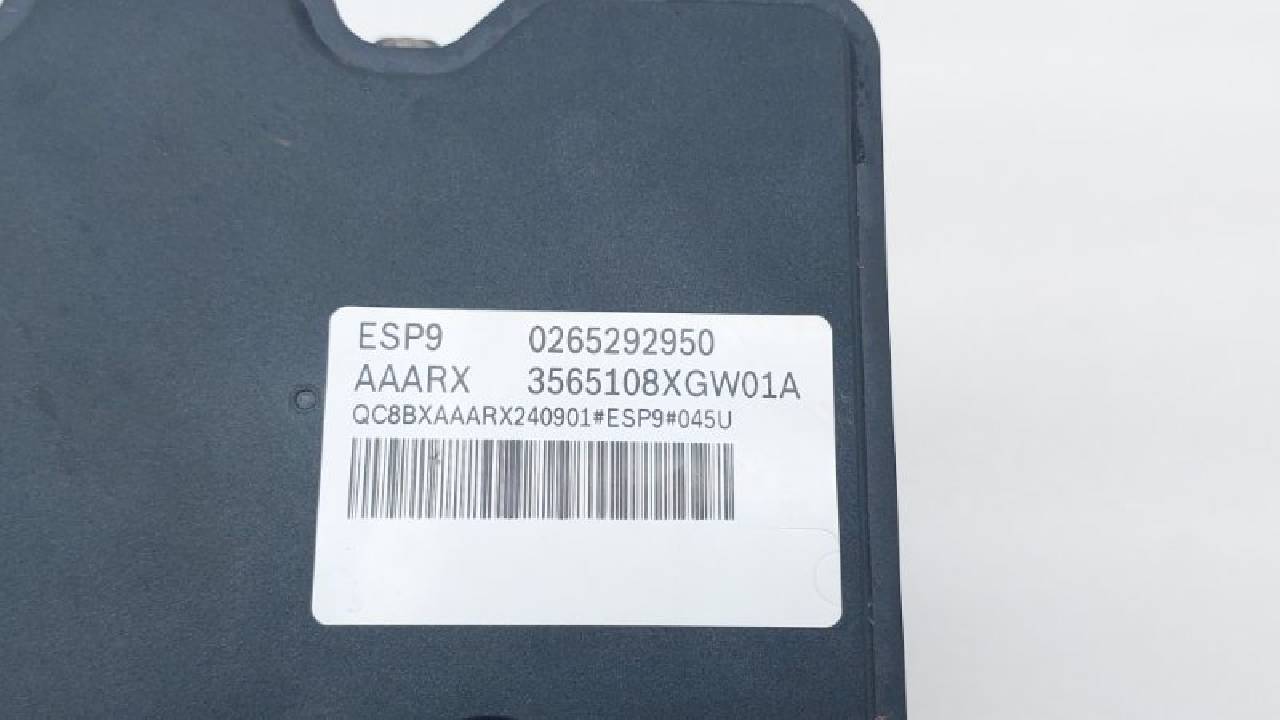 ESP9 0265292950
AAARX 3565108XGW01A
QC8BXAAARX240901#ESP9#045U